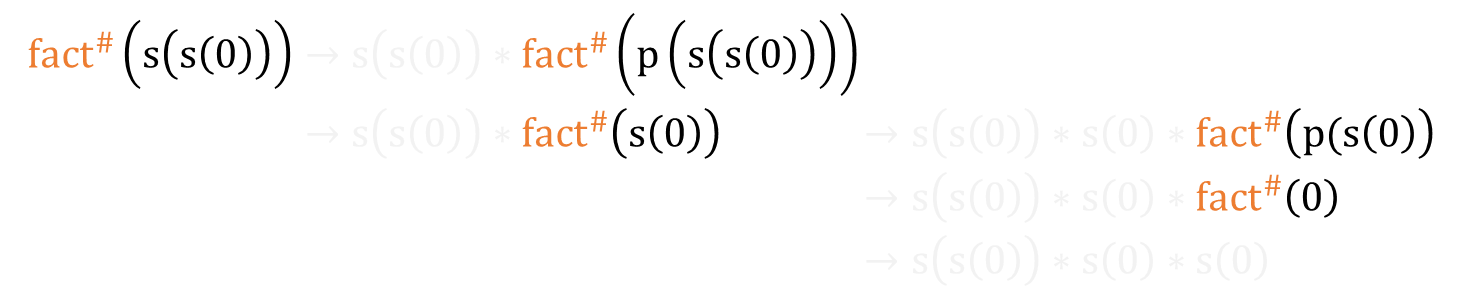 fact#(s(s(0))) → s(s(0)) ∗ fact#(p(s(s(0))))
→ s(s(0)) ∗ fact#(s(0)) → s(s(0)) ∗ s(0) ∗ fact#(p(s(0))
→ s(s(0)) ∗ s(0) ∗ fact#(0)
→ s(s(0)) ∗ s(0) ∗ s(0)